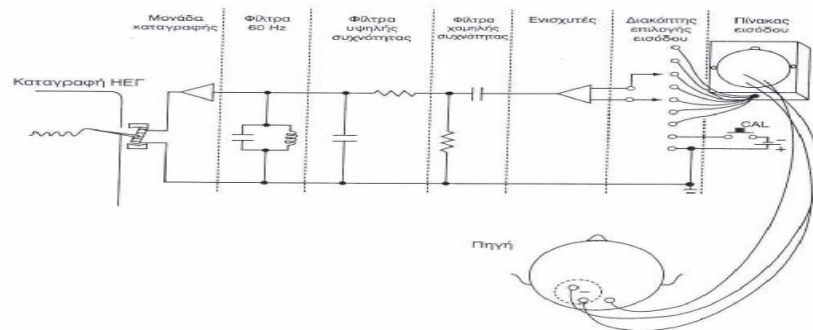 Μονάδα καταγραφής
Φίλτρα 60 Hz
Φίλτρα υψηλής συχνότητας
Φίλτρα χαμηλής συχνότητας
Ενισχυτές
Διακόπτης επιλογής εισόδου
Πίνακας εισόδου
Καταγραφή ΗΕΓ
CAL
Πηγή